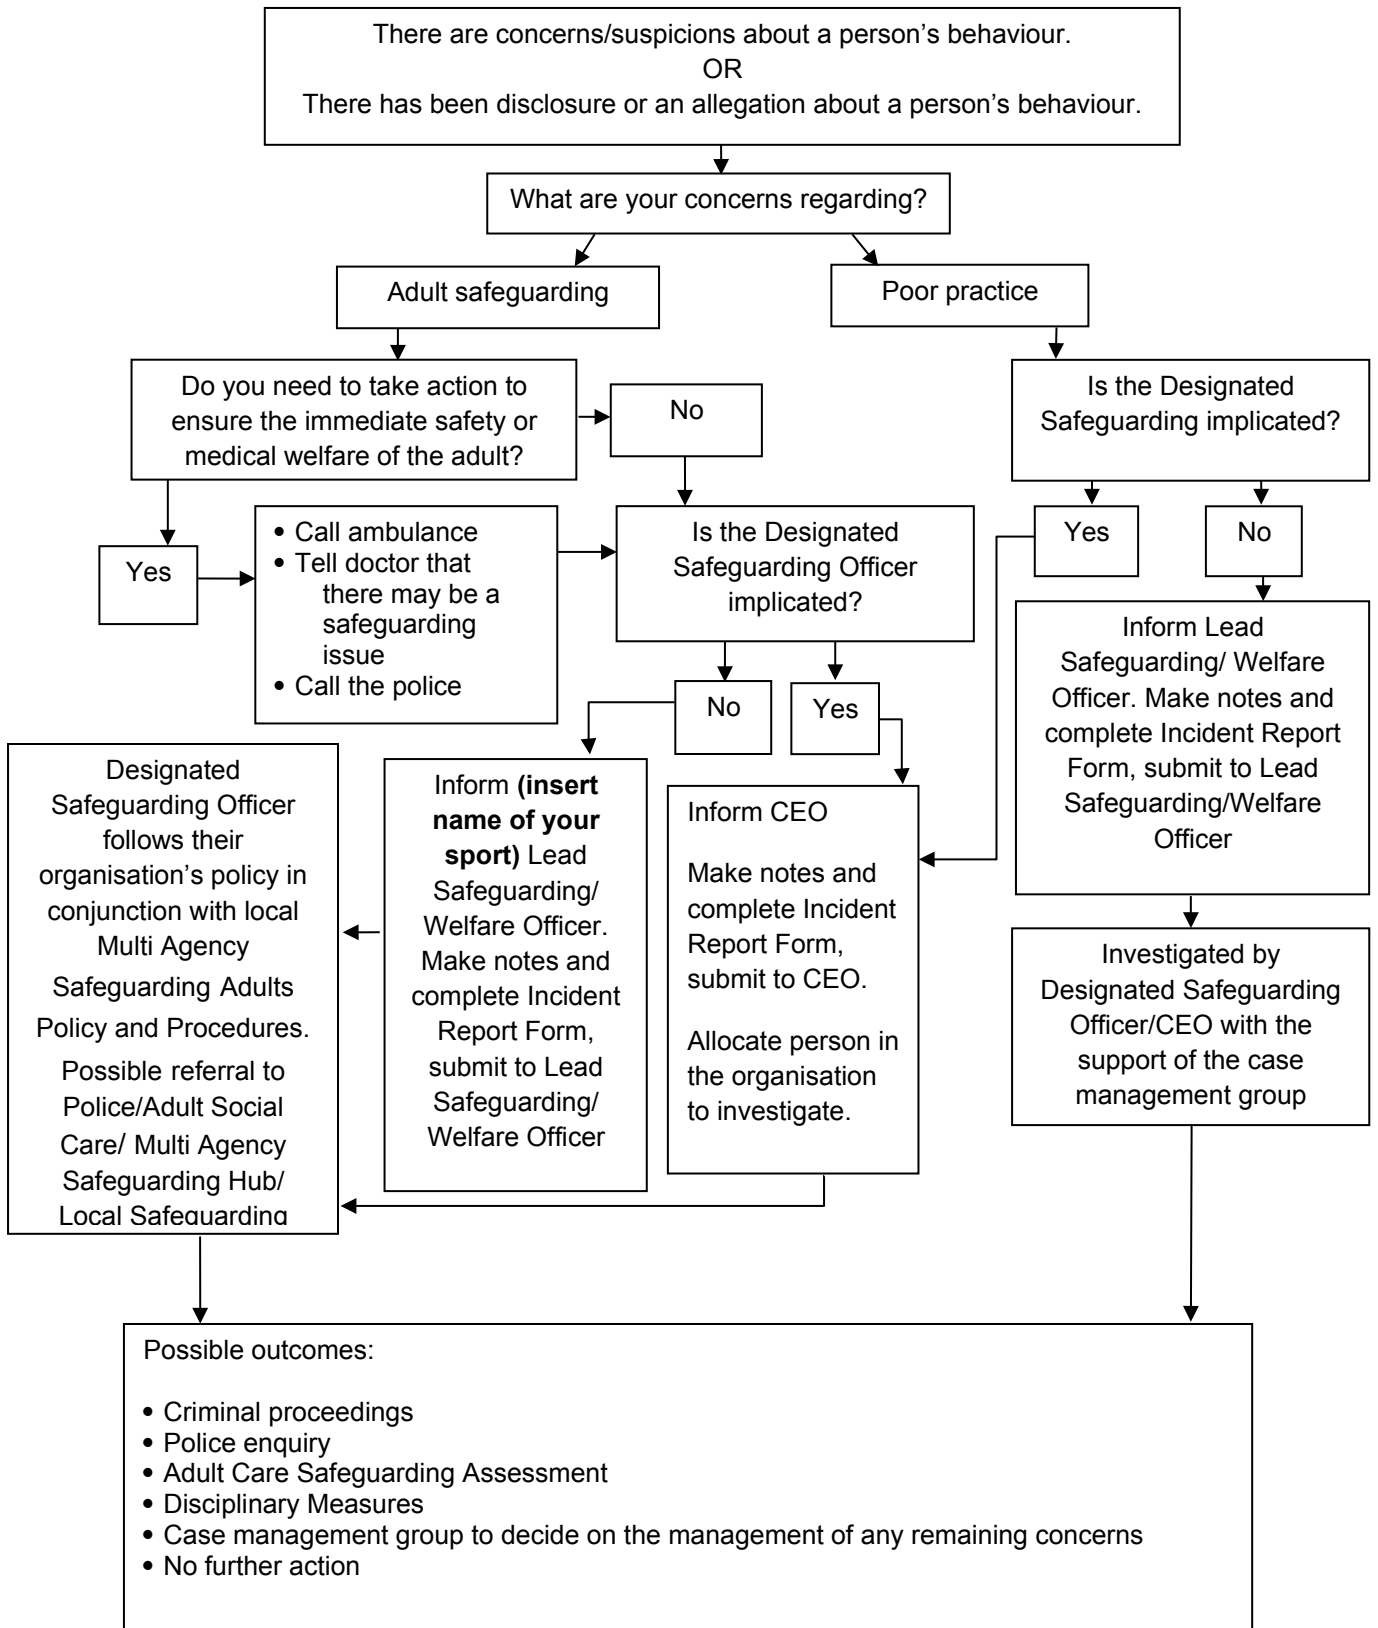 There are concerns/suspicions about a person’s behaviour.
OR
There has been disclosure or an allegation about a person’s behaviour.
What are your concerns regarding?
Adult safeguarding
Poor practice
Do you need to take action to
ensure the immediate safety or
medical welfare of the adult?
No
Is the Designated
Safeguarding implicated?
Yes
• Call ambulance
• Tell doctor that
there may be a
safeguarding
issue
• Call the police
Is the Designated
Safeguarding Officer
implicated?
Yes
No
No
Yes
Inform Lead
Safeguarding/ Welfare
Officer. Make notes and
complete Incident Report
Form, submit to Lead
Safeguarding/Welfare
Officer
Designated
Safeguarding Officer
follows their
organisation’s policy in
conjunction with local
Multi Agency
Safeguarding Adults
Policy and Procedures.
Possible referral to
Police/Adult Social
Care/ Multi Agency
Safeguarding Hub/
Local Safeguarding
Inform (insert
name of your
sport) Lead
Safeguarding/
Welfare Officer.
Make notes and
complete Incident
Report Form,
submit to Lead
Safeguarding/
Welfare Officer
Inform CEO
Make notes and
complete Incident
Report Form,
submit to CEO.
Allocate person in
the organisation
to investigate.
Investigated by
Designated Safeguarding
Officer/CEO with the
support of the case
management group
Possible outcomes:
• Criminal proceedings
• Police enquiry
• Adult Care Safeguarding Assessment
• Disciplinary Measures
• Case management group to decide on the management of any remaining concerns
• No further action